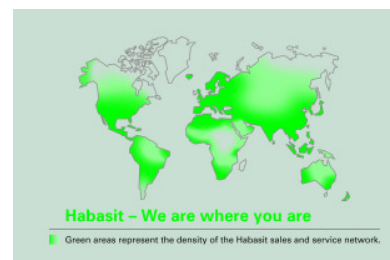 Habasit – We are where you are
Green areas represent the density of the Habasit sales and service network.